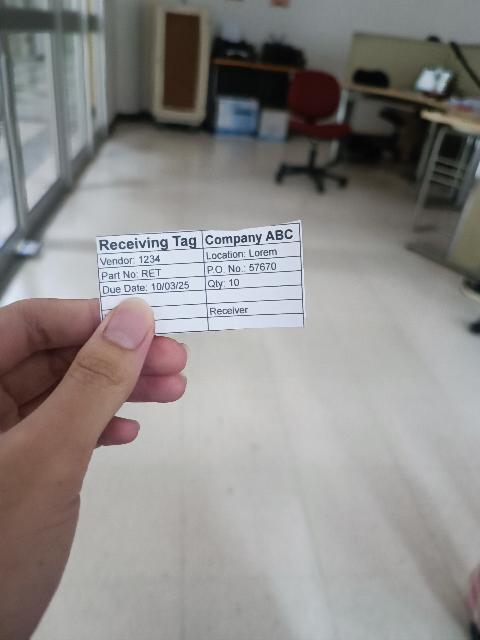 Receiving Tag Company ABC
Vendor: 1234 Location: Lorem
Part No: RET P.O. No.: 57670
Due Date: 10/03/25 Qty: 10
Receiver